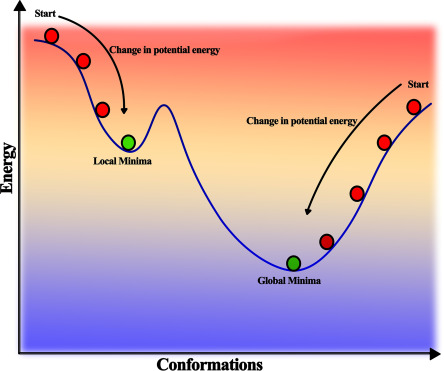 Start
Change in potential energy
Start
Change in potential energy
Local Minima
Energy
Global Minima
Conformations